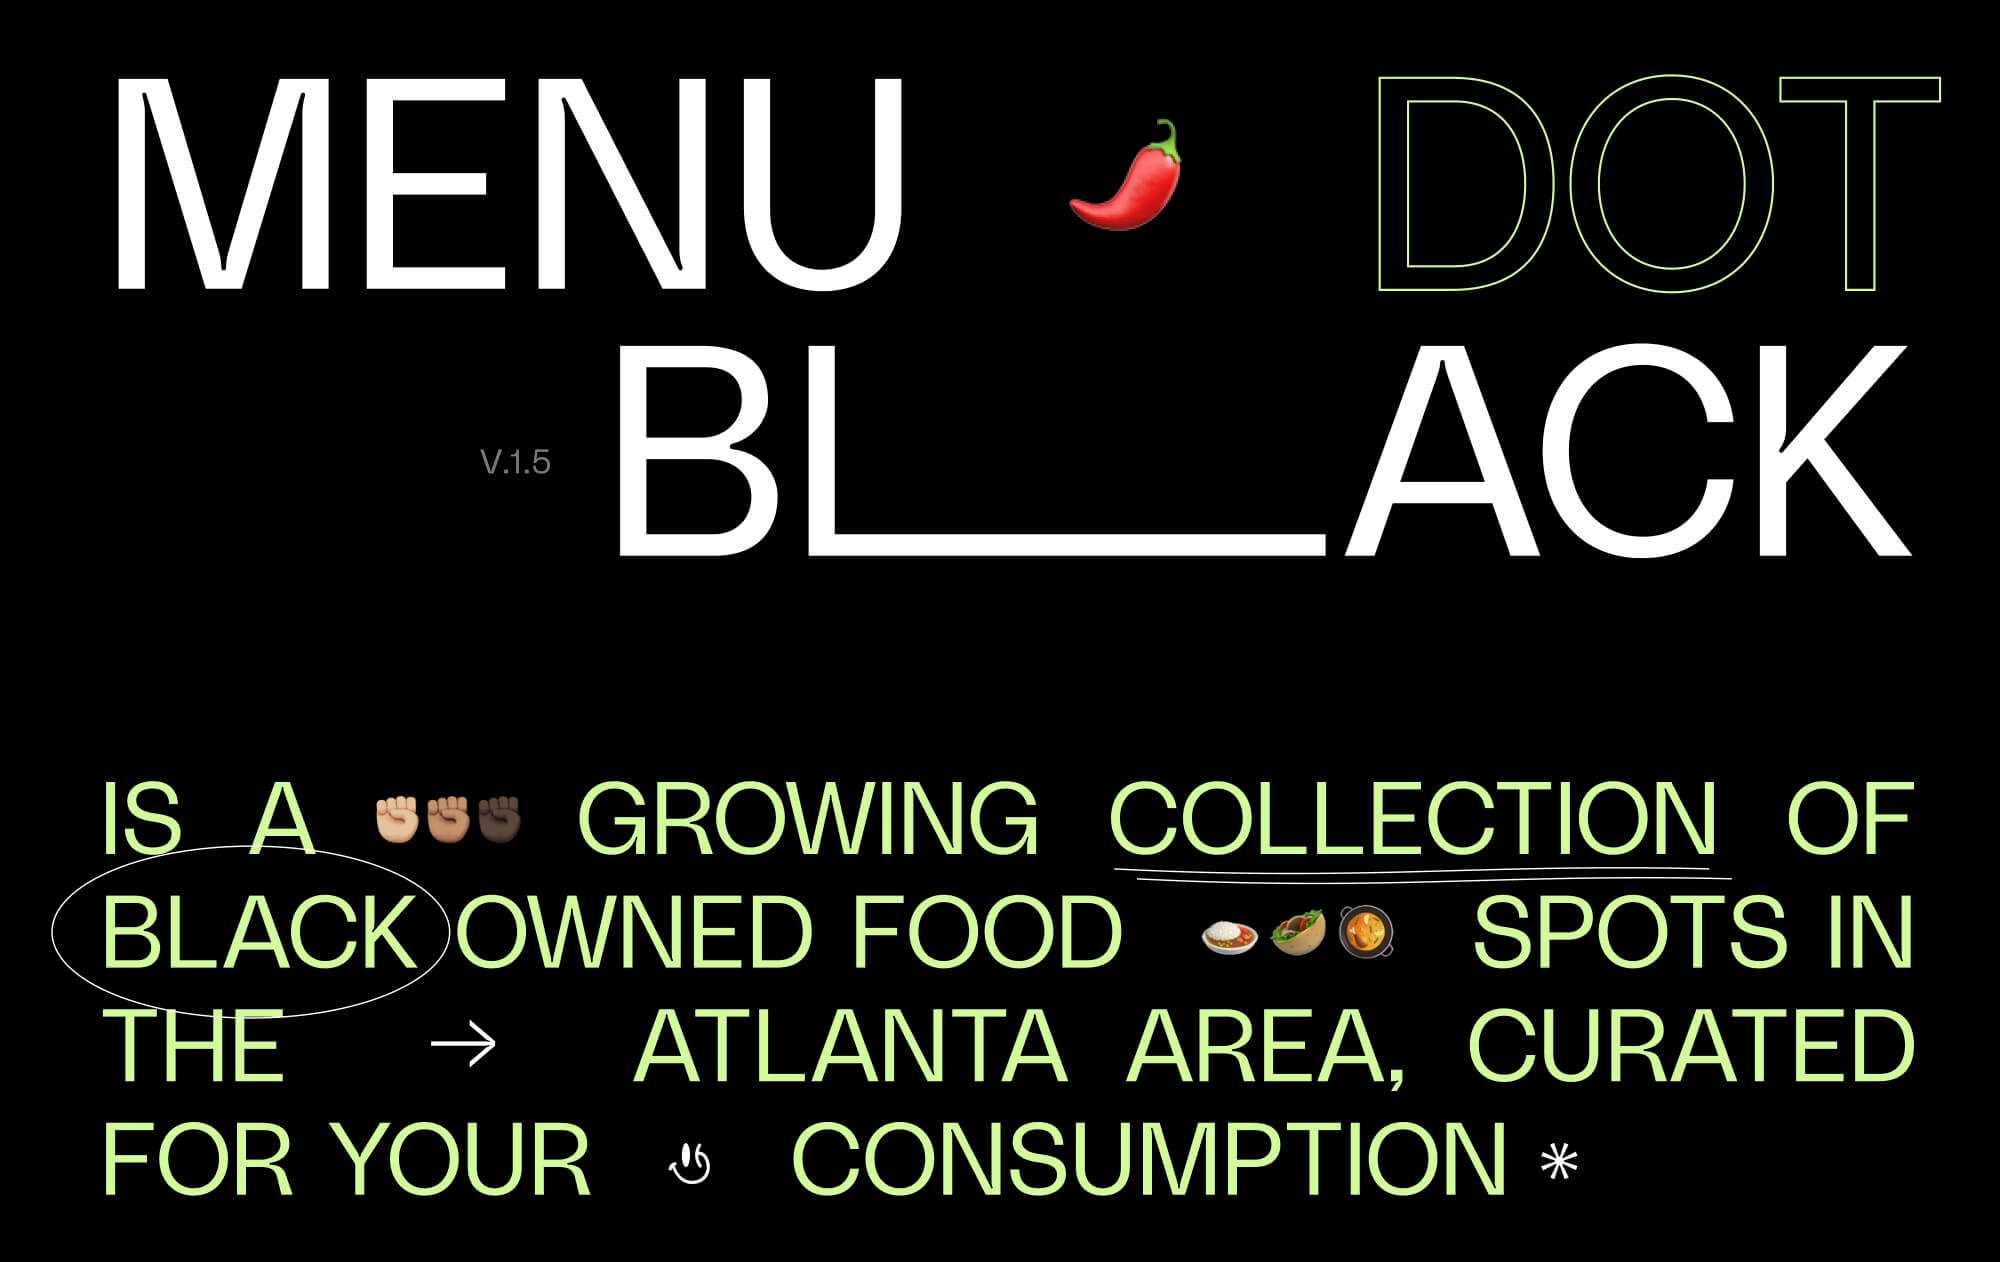 MENU 🌶️ DOT
V.1.5 BLACK
IS A ✊🏼✊🏽✊🏿 GROWING COLLECTION OF
BLACK OWNED FOOD 🍛🥙🥘 SPOTS IN
THE → ATLANTA AREA, CURATED
FOR YOUR CONSUMPTION *